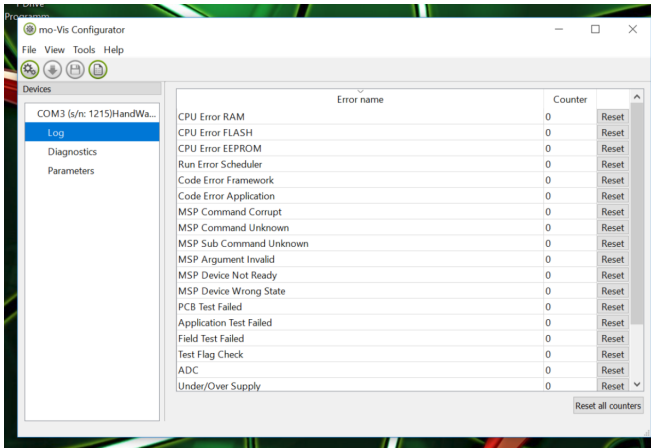 Programm
mo-Vis Configurator
File View Tools Help
Devices
COM3 (s/n: 1215)HandWa...
Log
Diagnostics
Parameters
Error name Counter
CPU Error RAM 0 Reset
CPU Error FLASH 0 Reset
CPU Error EEPROM 0 Reset
Run Error Scheduler 0 Reset
Code Error Framework 0 Reset
Code Error Application 0 Reset
MSP Command Corrupt 0 Reset
MSP Command Unknown 0 Reset
MSP Sub Command Unknown 0 Reset
MSP Argument Invalid 0 Reset
MSP Device Not Ready 0 Reset
MSP Device Wrong State 0 Reset
PCB Test Failed 0 Reset
Application Test Failed 0 Reset
Field Test Failed 0 Reset
Test Flag Check 0 Reset
ADC 0 Reset
Under/Over Supply 0 Reset
Reset all counters